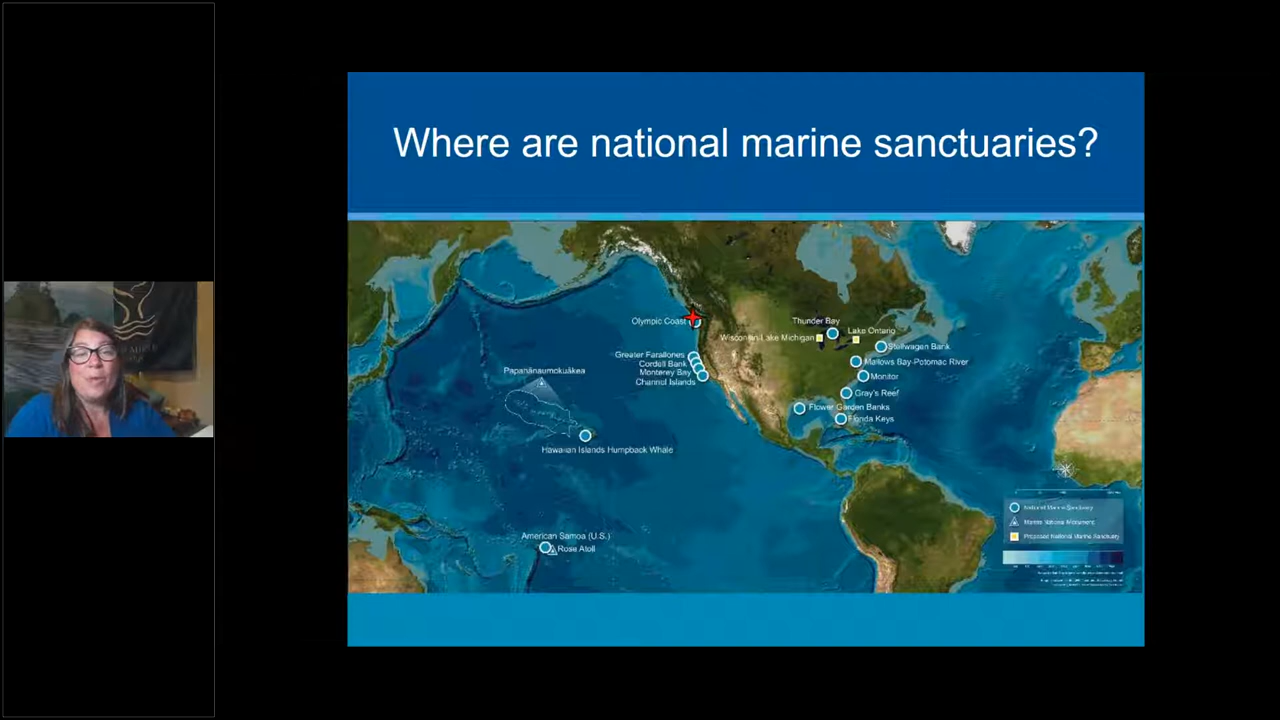 Where are national marine sanctuaries?
Olympic Coast
Thunder Bay
Lake Ontario
Wisconsin-Lake Michigan
Stellwagen Bank
Greater Farallones
Cordell Bank
Mallows Bay-Potomac River
Monterey Bay
Papahānaumokuākea
Monitor
Channel Islands
Gray's Reef
Flower Garden Banks
Florida Keys
Hawaiian Islands Humpback Whale
National Marine Sanctuary
Marine National Monument
Proposed National Marine Sanctuary
American Samoa (U.S.)
Rose Atoll